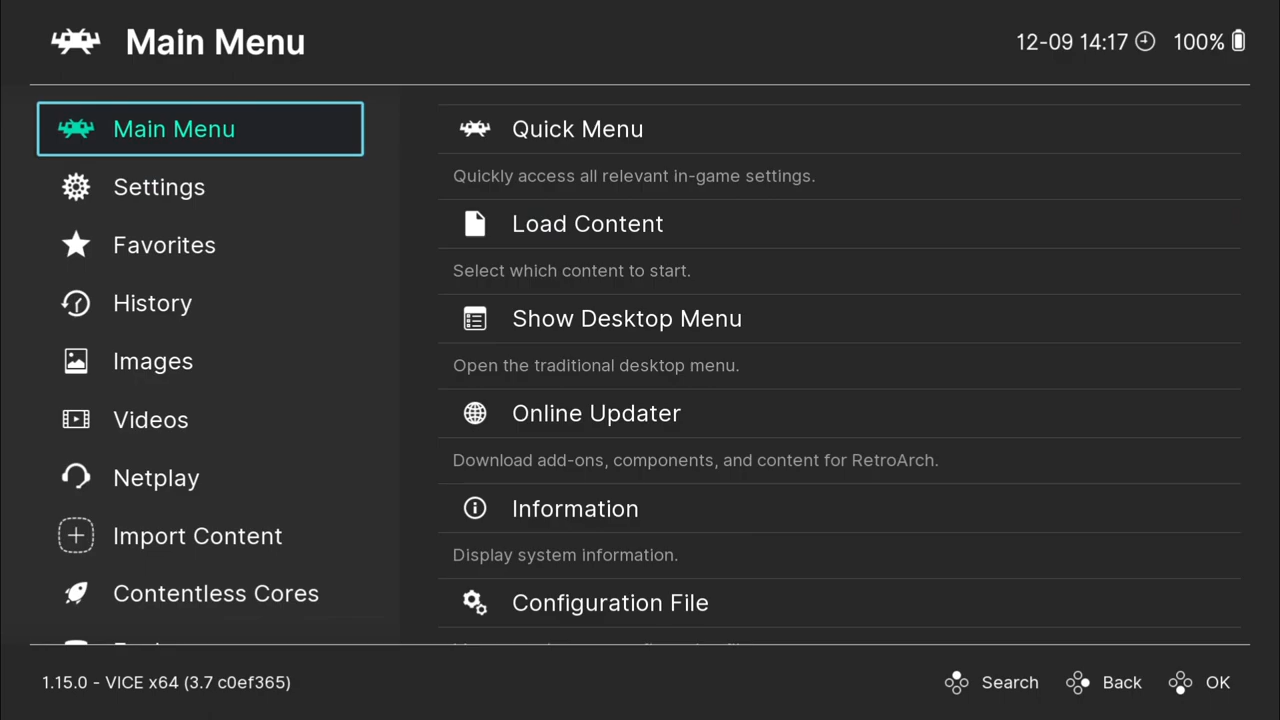 Main Menu
12-09 14:17 100%
Main Menu
Settings
Favorites
History
Images
Videos
Netplay
Import Content
Contentless Cores
Quick Menu
Quickly access all relevant in-game settings.
Load Content
Select which content to start.
Show Desktop Menu
Open the traditional desktop menu.
Online Updater
Download add-ons, components, and content for RetroArch.
Information
Display system information.
Configuration File
1.15.0 - VICE x64 (3.7 c0ef365)
Search Back OK